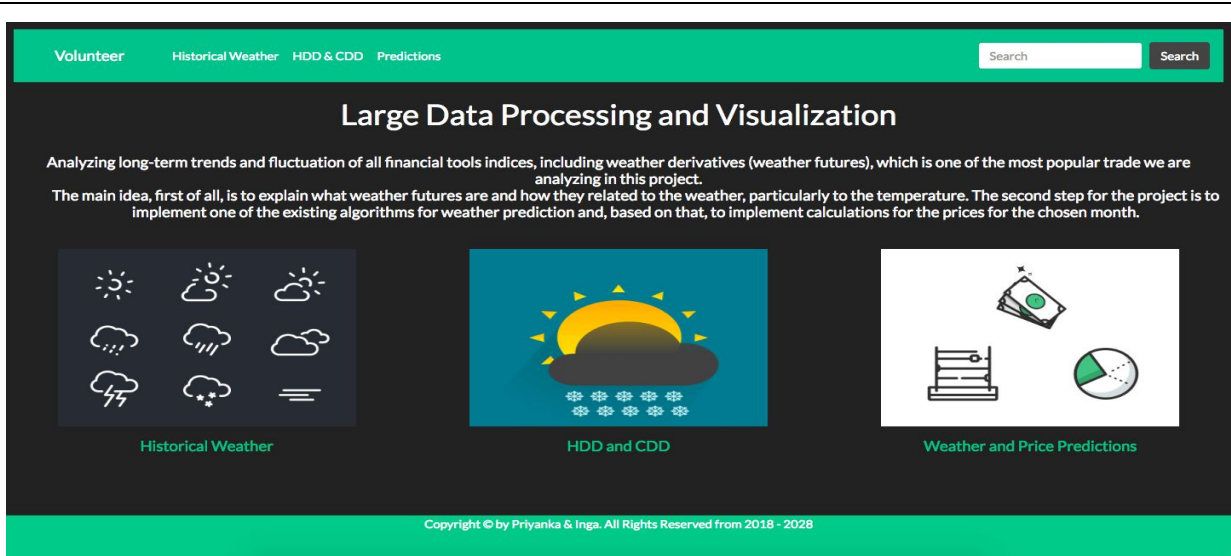 Volunteer Historical Weather HDD & CDD Predictions Search Search
Large Data Processing and Visualization
Analyzing long-term trends and fluctuation of all financial tools indices, including weather derivatives (weather futures), which is one of the most popular trade we are
analyzing in this project.
The main idea, first of all, is to explain what weather futures are and how they related to the weather, particularly to the temperature. The second step for the project is to
implement one of the existing algorithms for weather prediction and, based on that, to implement calculations for the prices for the chosen month.
Historical Weather
HDD and CDD
Weather and Price Predictions
Copyright © by Priyanka & Inga. All Rights Reserved from 2018 - 2028